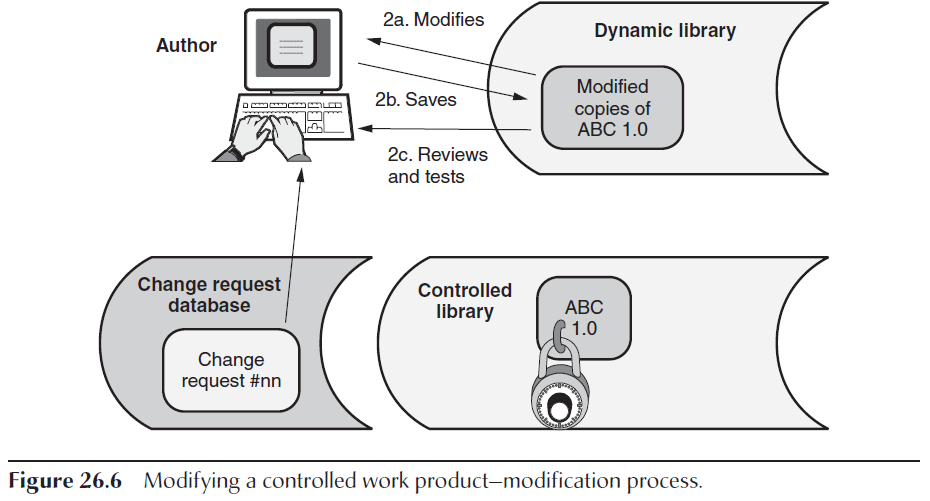 2a. Modifies
Author
Dynamic library
2b. Saves
Modified
copies of
ABC 1.0
2c. Reviews
and tests
Change request
database
Change
request #nn
Controlled
library
ABC
1.0
Figure 26.6 Modifying a controlled work product—modification process.